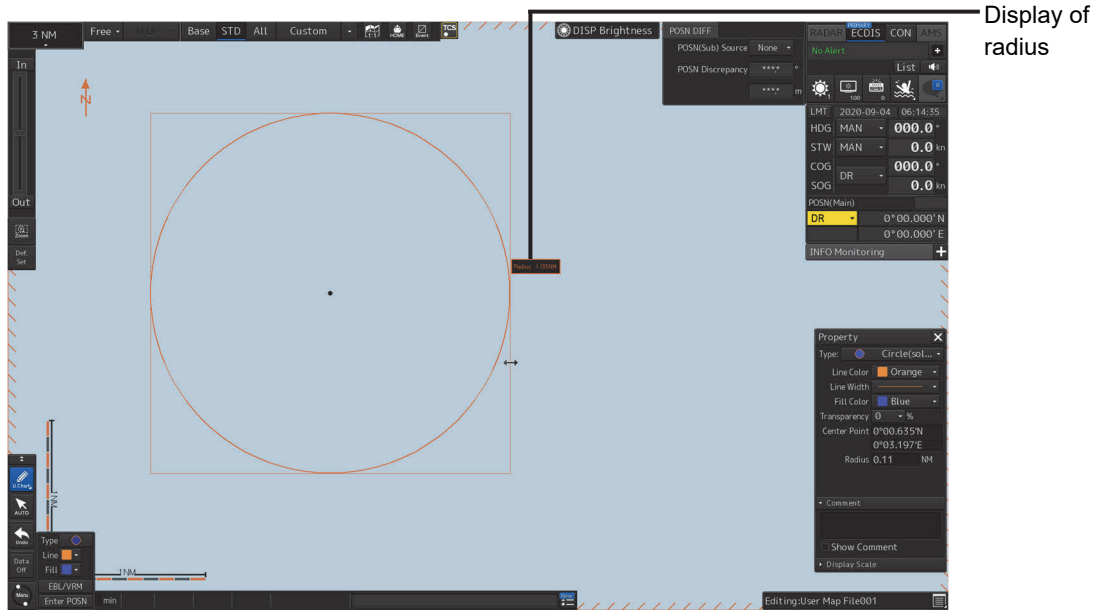 Display of
radius
3 NM
Free
Base STD All Custom
1:1
HOME
Event
TCS
DISP Brightness
POSN DIFF
POSN(Sub) Source None
POSN Discrepancy ***.* °
***.* m
PRIMARY
RADAR ECDIS CON AMS
No Alert +
List
1 100 0
LMT 2020-09-04 06:14:35
HDG MAN 000.0 °
STW MAN 0.0 kn
COG 000.0 °
DR
SOG 0.0 kn
POSN(Main)
DR 0°00.000'N
0°00.000'E
INFO Monitoring +
In
Out
Zoom
Def.
Set
N
Property X
Type: Circle(sol...
Line Color Orange
Line Width
Fill Color Blue
Transparency 0 %
Center Point 0°00.635'N
0°03.197'E
Radius 0.11 NM
Comment
Show Comment
Display Scale
U.Chart
AUTO
Undo
Data
Off
Menu
1NM
Type
Line
Fill
EBL/VRM
Enter POSN
1NM
min
New
Editing:User Map File001